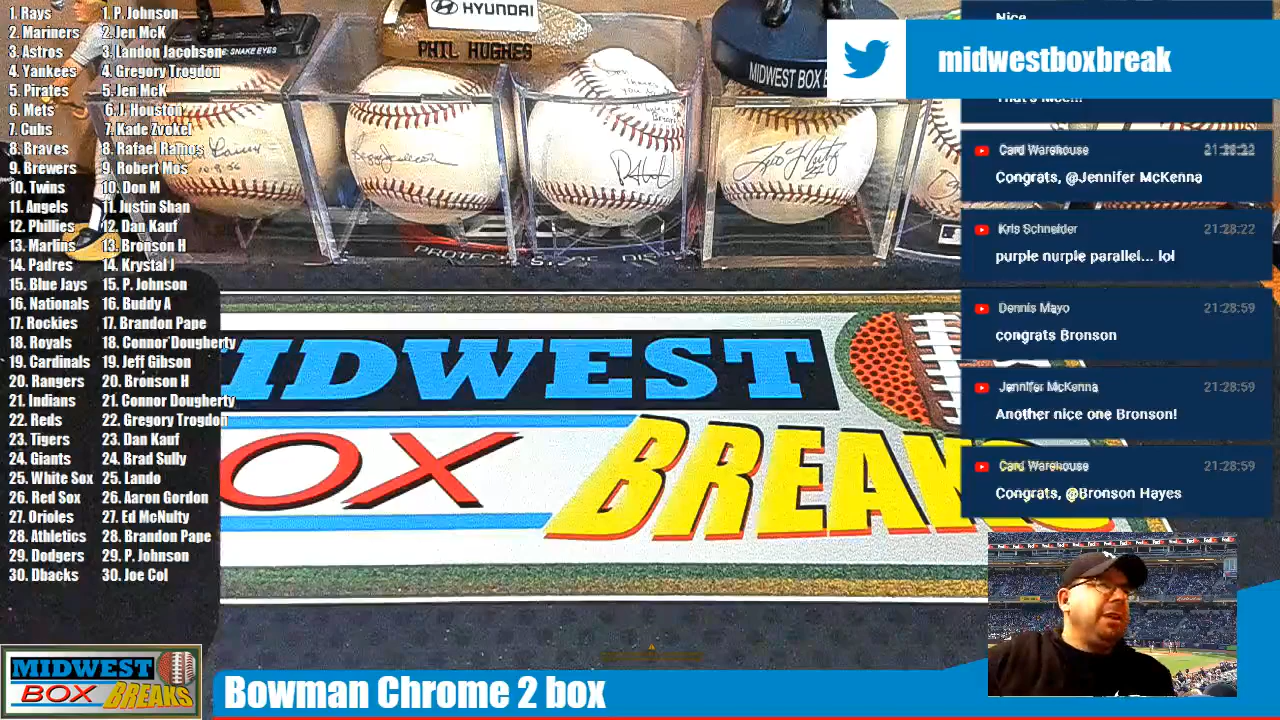 1. Rays 1. P. Johnson
2. Mariners 2. Jen McK
3. Astros 3. Landon Jacobson
4. Yankees 4. Gregory Trogdon
5. Pirates 5. Jen McK
6. Mets 6. J. Houston
7. Cubs 7. Kade Zvokel
8. Braves 8. Rafael Ramos
9. Brewers 9. Robert Mos
10. Twins 10. Don M
11. Angels 11. Justin Shan
12. Phillies 12. Dan Kauf
13. Marlins 13. Bronson H
14. Padres 14. Krystal J
15. Blue Jays 15. P. Johnson
16. Nationals 16. Buddy A
17. Rockies 17. Brandon Pape
18. Royals 18. Connor Dougherty
19. Cardinals 19. Jeff Gibson
20. Rangers 20. Bronson H
21. Indians 21. Connor Dougherty
22. Reds 22. Gregory Trogdon
23. Tigers 23. Dan Kauf
24. Giants 24. Brad Sully
25. White Sox 25. Lando
26. Red Sox 26. Aaron Gordon
27. Orioles 27. Ed McNulty
28. Athletics 28. Brandon Pape
29. Dodgers 29. P. Johnson
30. Dbacks 30. Joe Col
SNAKE EYES
HYUNDAI
PHIL HUGHES
MIDWEST BOX B
midwestboxbreak
Nice
That's nice...
Card Warehouse
Congrats, @Jennifer McKenna
Kris Schneider 21:28:22
purple nurple parallel... lol
Dennis Mayo 21:28:59
congrats Bronson
Jennifer McKenna 21:28:59
Another nice one Bronson!
Card Warehouse 21:28:59
Congrats, @Bronson Hayes
IDWEST
OX BREAK
MIDWEST
BOX BREAKS
Bowman Chrome 2 box